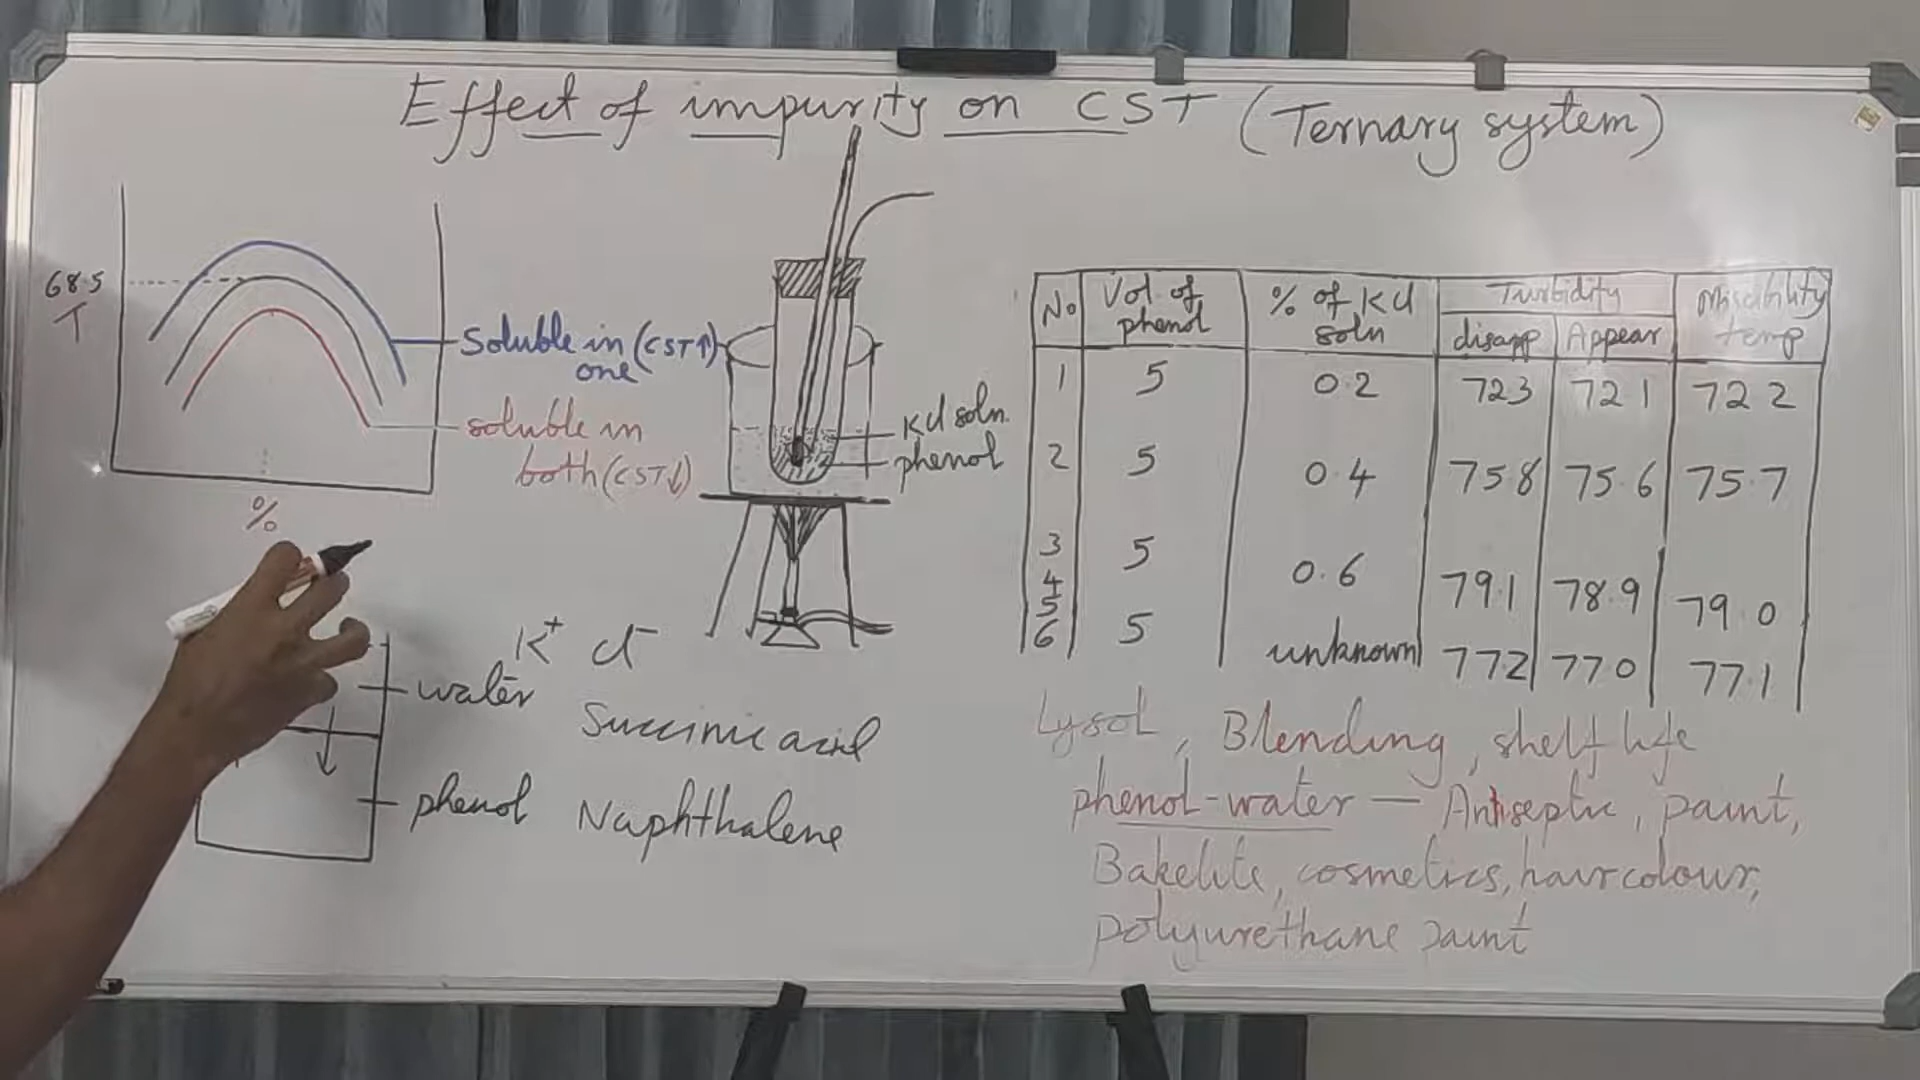 Effect of impurity on CST (Ternary system)
68.5
T
%
Soluble in (CST↑)
one
soluble in
both (CST↓)
KCl soln.
phenol
K⁺ Cl⁻
water
Succinic acid
phenol
Naphthalene
No Vol. of phenol % of KCl soln Turbidity Miscibility temp
disapp Appear
1 5 0.2 72.3 72.1 72.2
2 5 0.4 75.8 75.6 75.7
3 5 0.6 79.1 78.9 79.0
4
5
6 5 unknown 77.2 77.0 77.1
Lysol, Blending, shelf life
phenol-water — Antiseptic, paint,
Bakelite, cosmetics, hair colour,
polyurethane paint